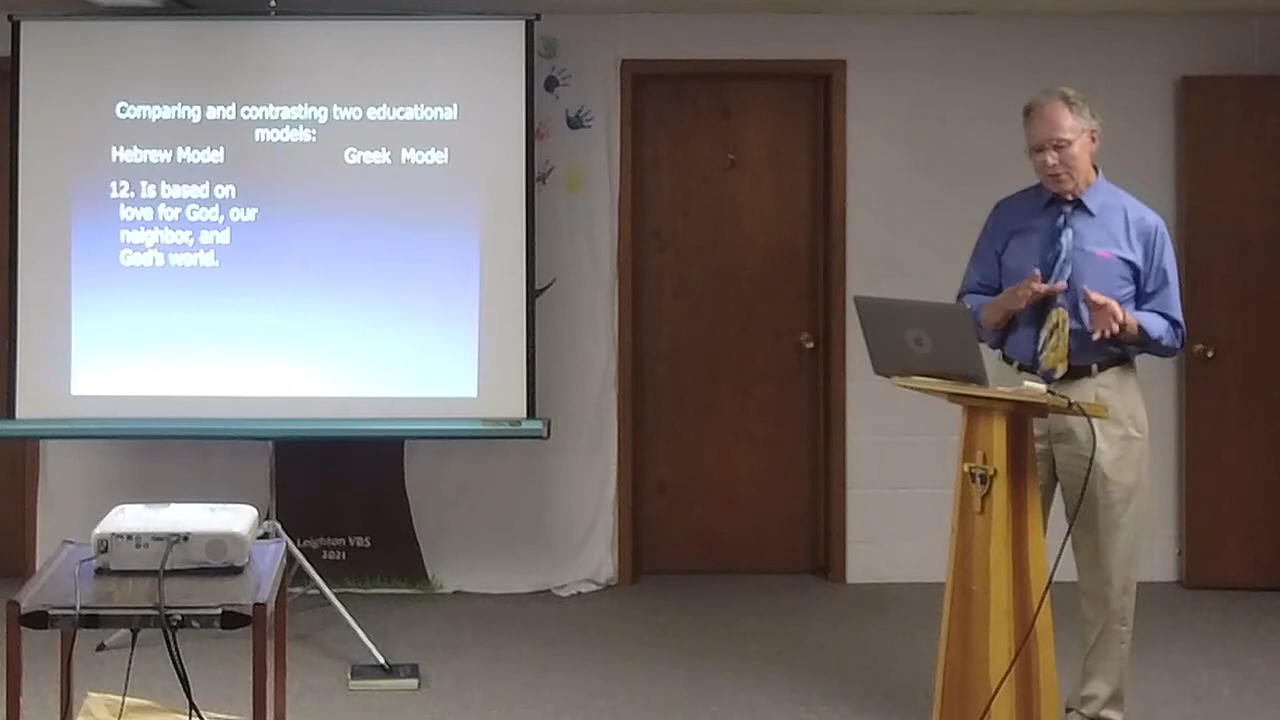 Comparing and contrasting two educational
models:
Hebrew Model Greek Model
12. Is based on
love for God, our
neighbor, and
God's world.
Leighton VBS
2021